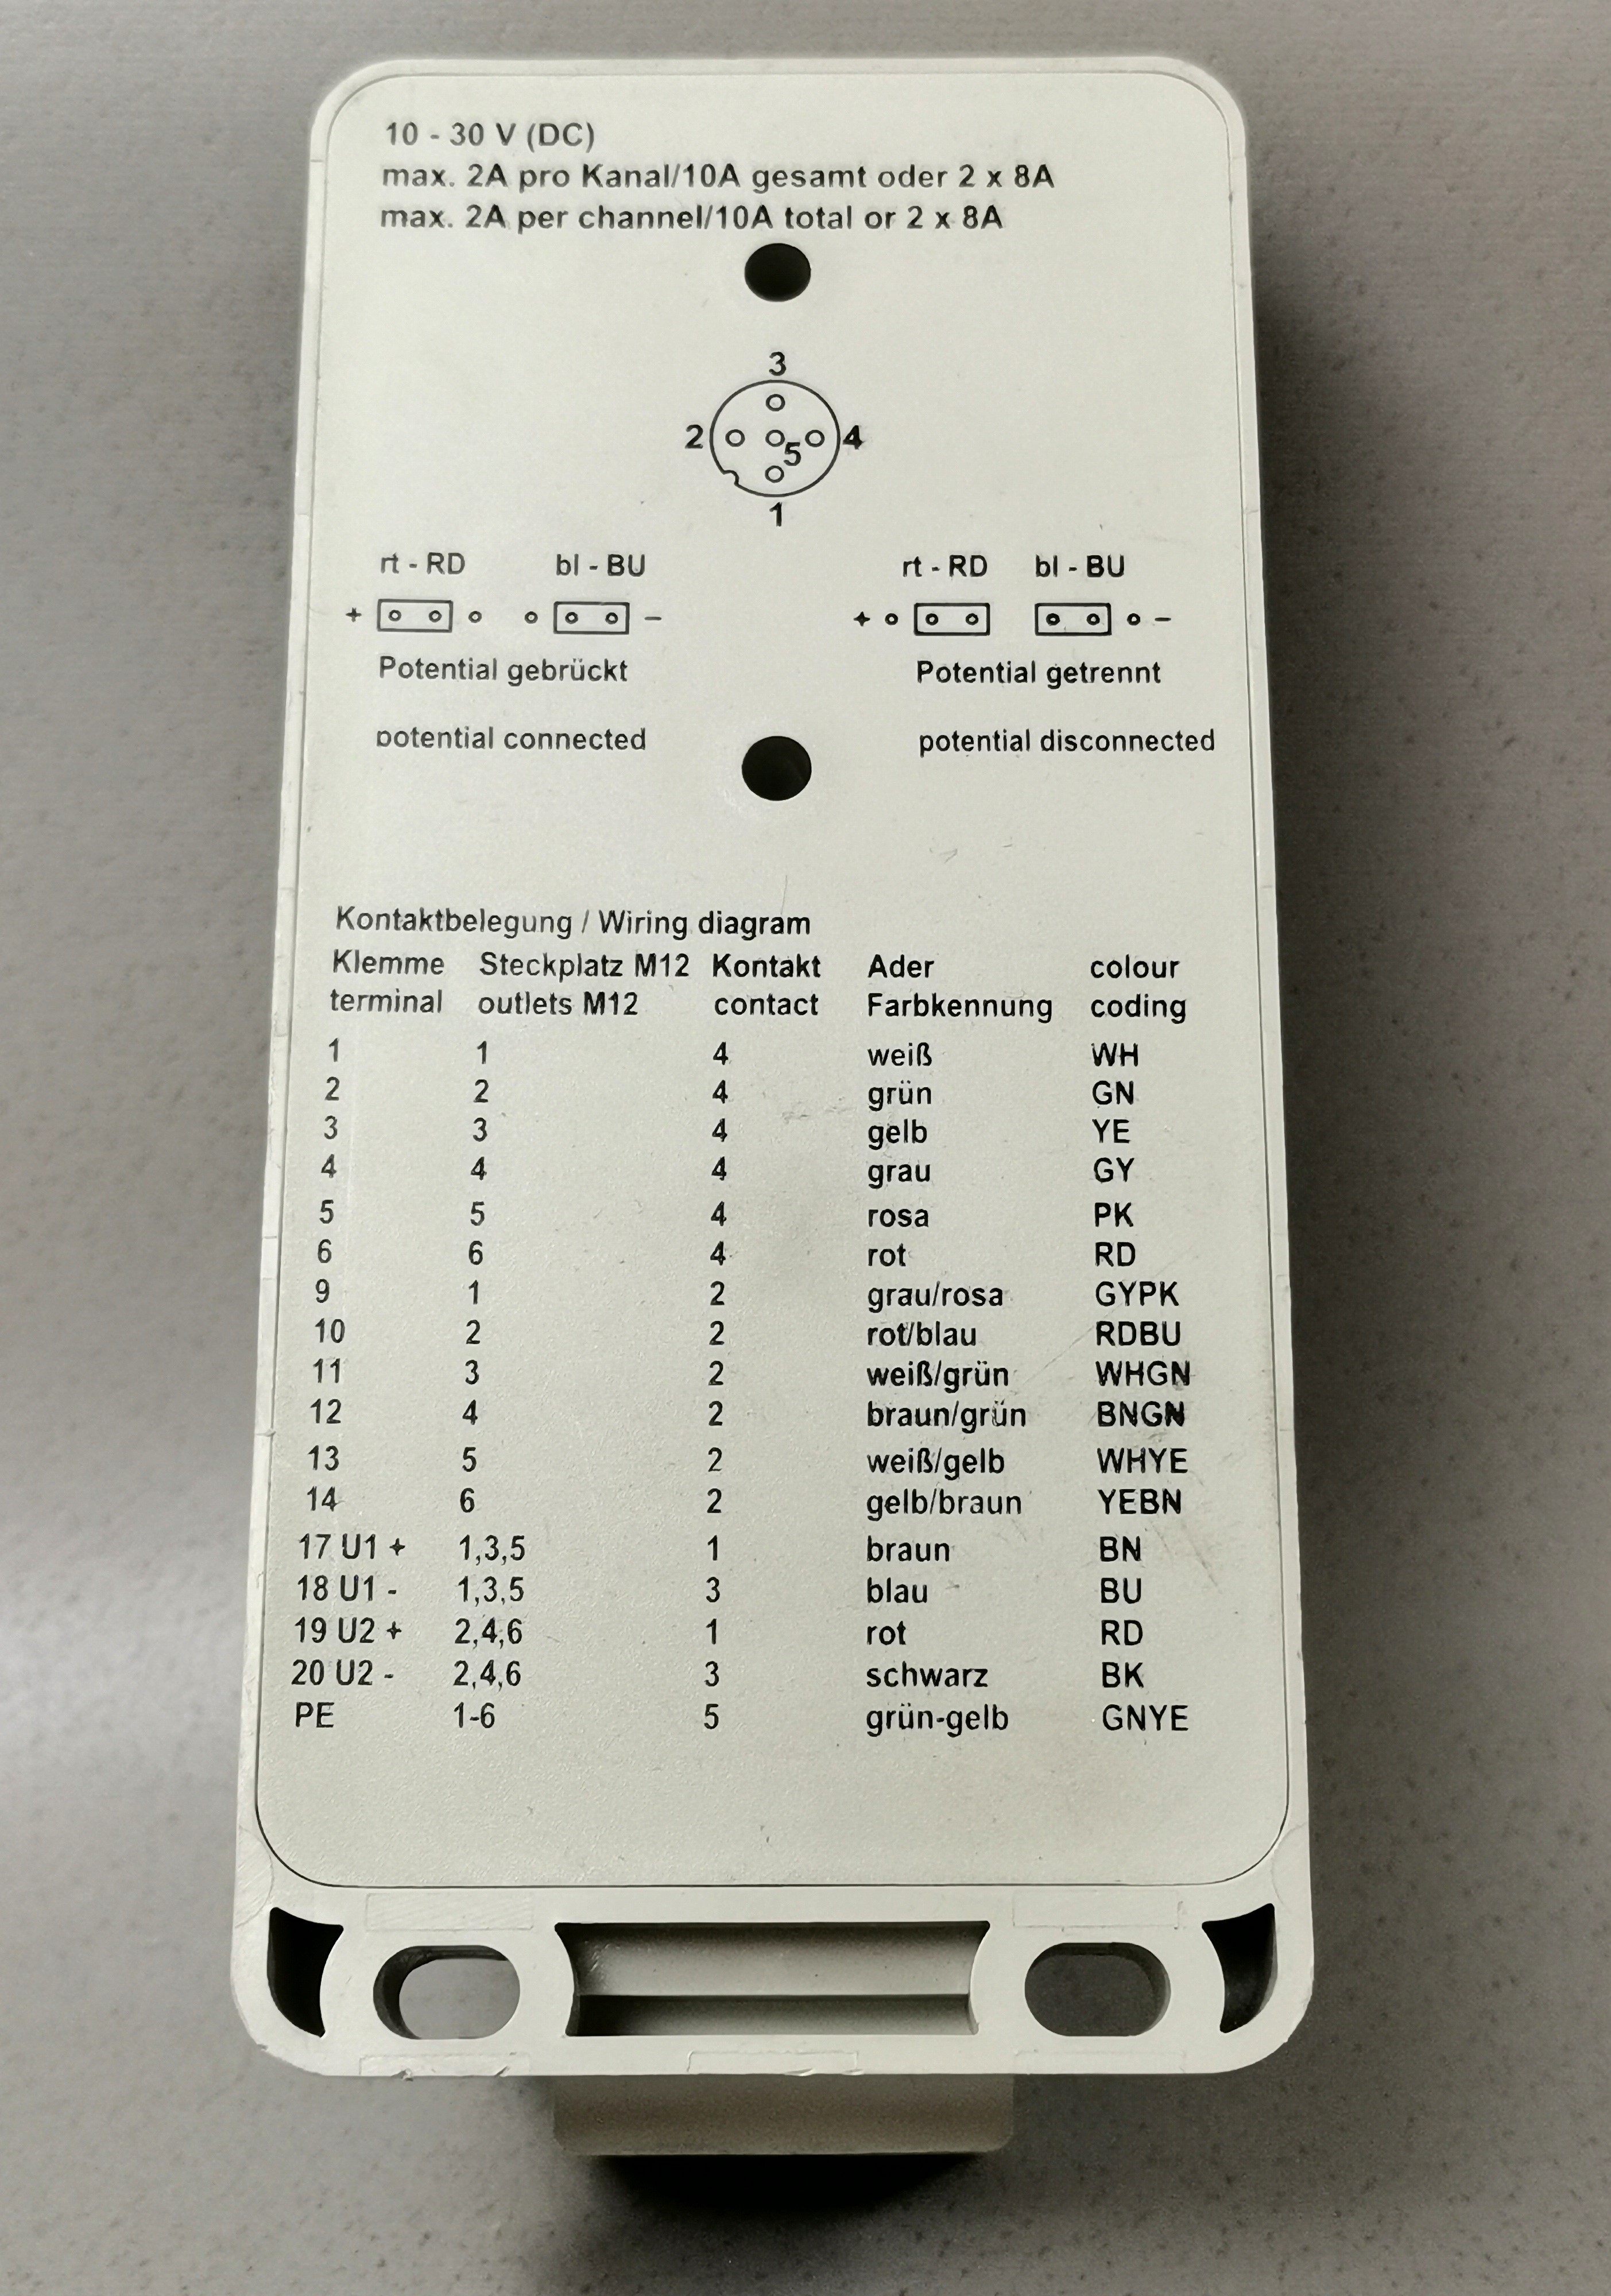 10 - 30 V (DC)
max. 2A pro Kanal/10A gesamt oder 2 x 8A
max. 2A per channel/10A total or 2 x 8A
3
2 5 4
1
rt - RD bl - BU rt - RD bl - BU
+ - + -
Potential gebrückt Potential getrennt
potential connected potential disconnected
Kontaktbelegung / Wiring diagram
Klemme Steckplatz M12 Kontakt Ader colour
terminal outlets M12 contact Farbkennung coding
1 1 4 weiß WH
2 2 4 grün GN
3 3 4 gelb YE
4 4 4 grau GY
5 5 4 rosa PK
6 6 4 rot RD
9 1 2 grau/rosa GYPK
10 2 2 rot/blau RDBU
11 3 2 weiß/grün WHGN
12 4 2 braun/grün BNGN
13 5 2 weiß/gelb WHYE
14 6 2 gelb/braun YEBN
17 U1 + 1,3,5 1 braun BN
18 U1 - 1,3,5 3 blau BU
19 U2 + 2,4,6 1 rot RD
20 U2 - 2,4,6 3 schwarz BK
PE 1-6 5 grün-gelb GNYE